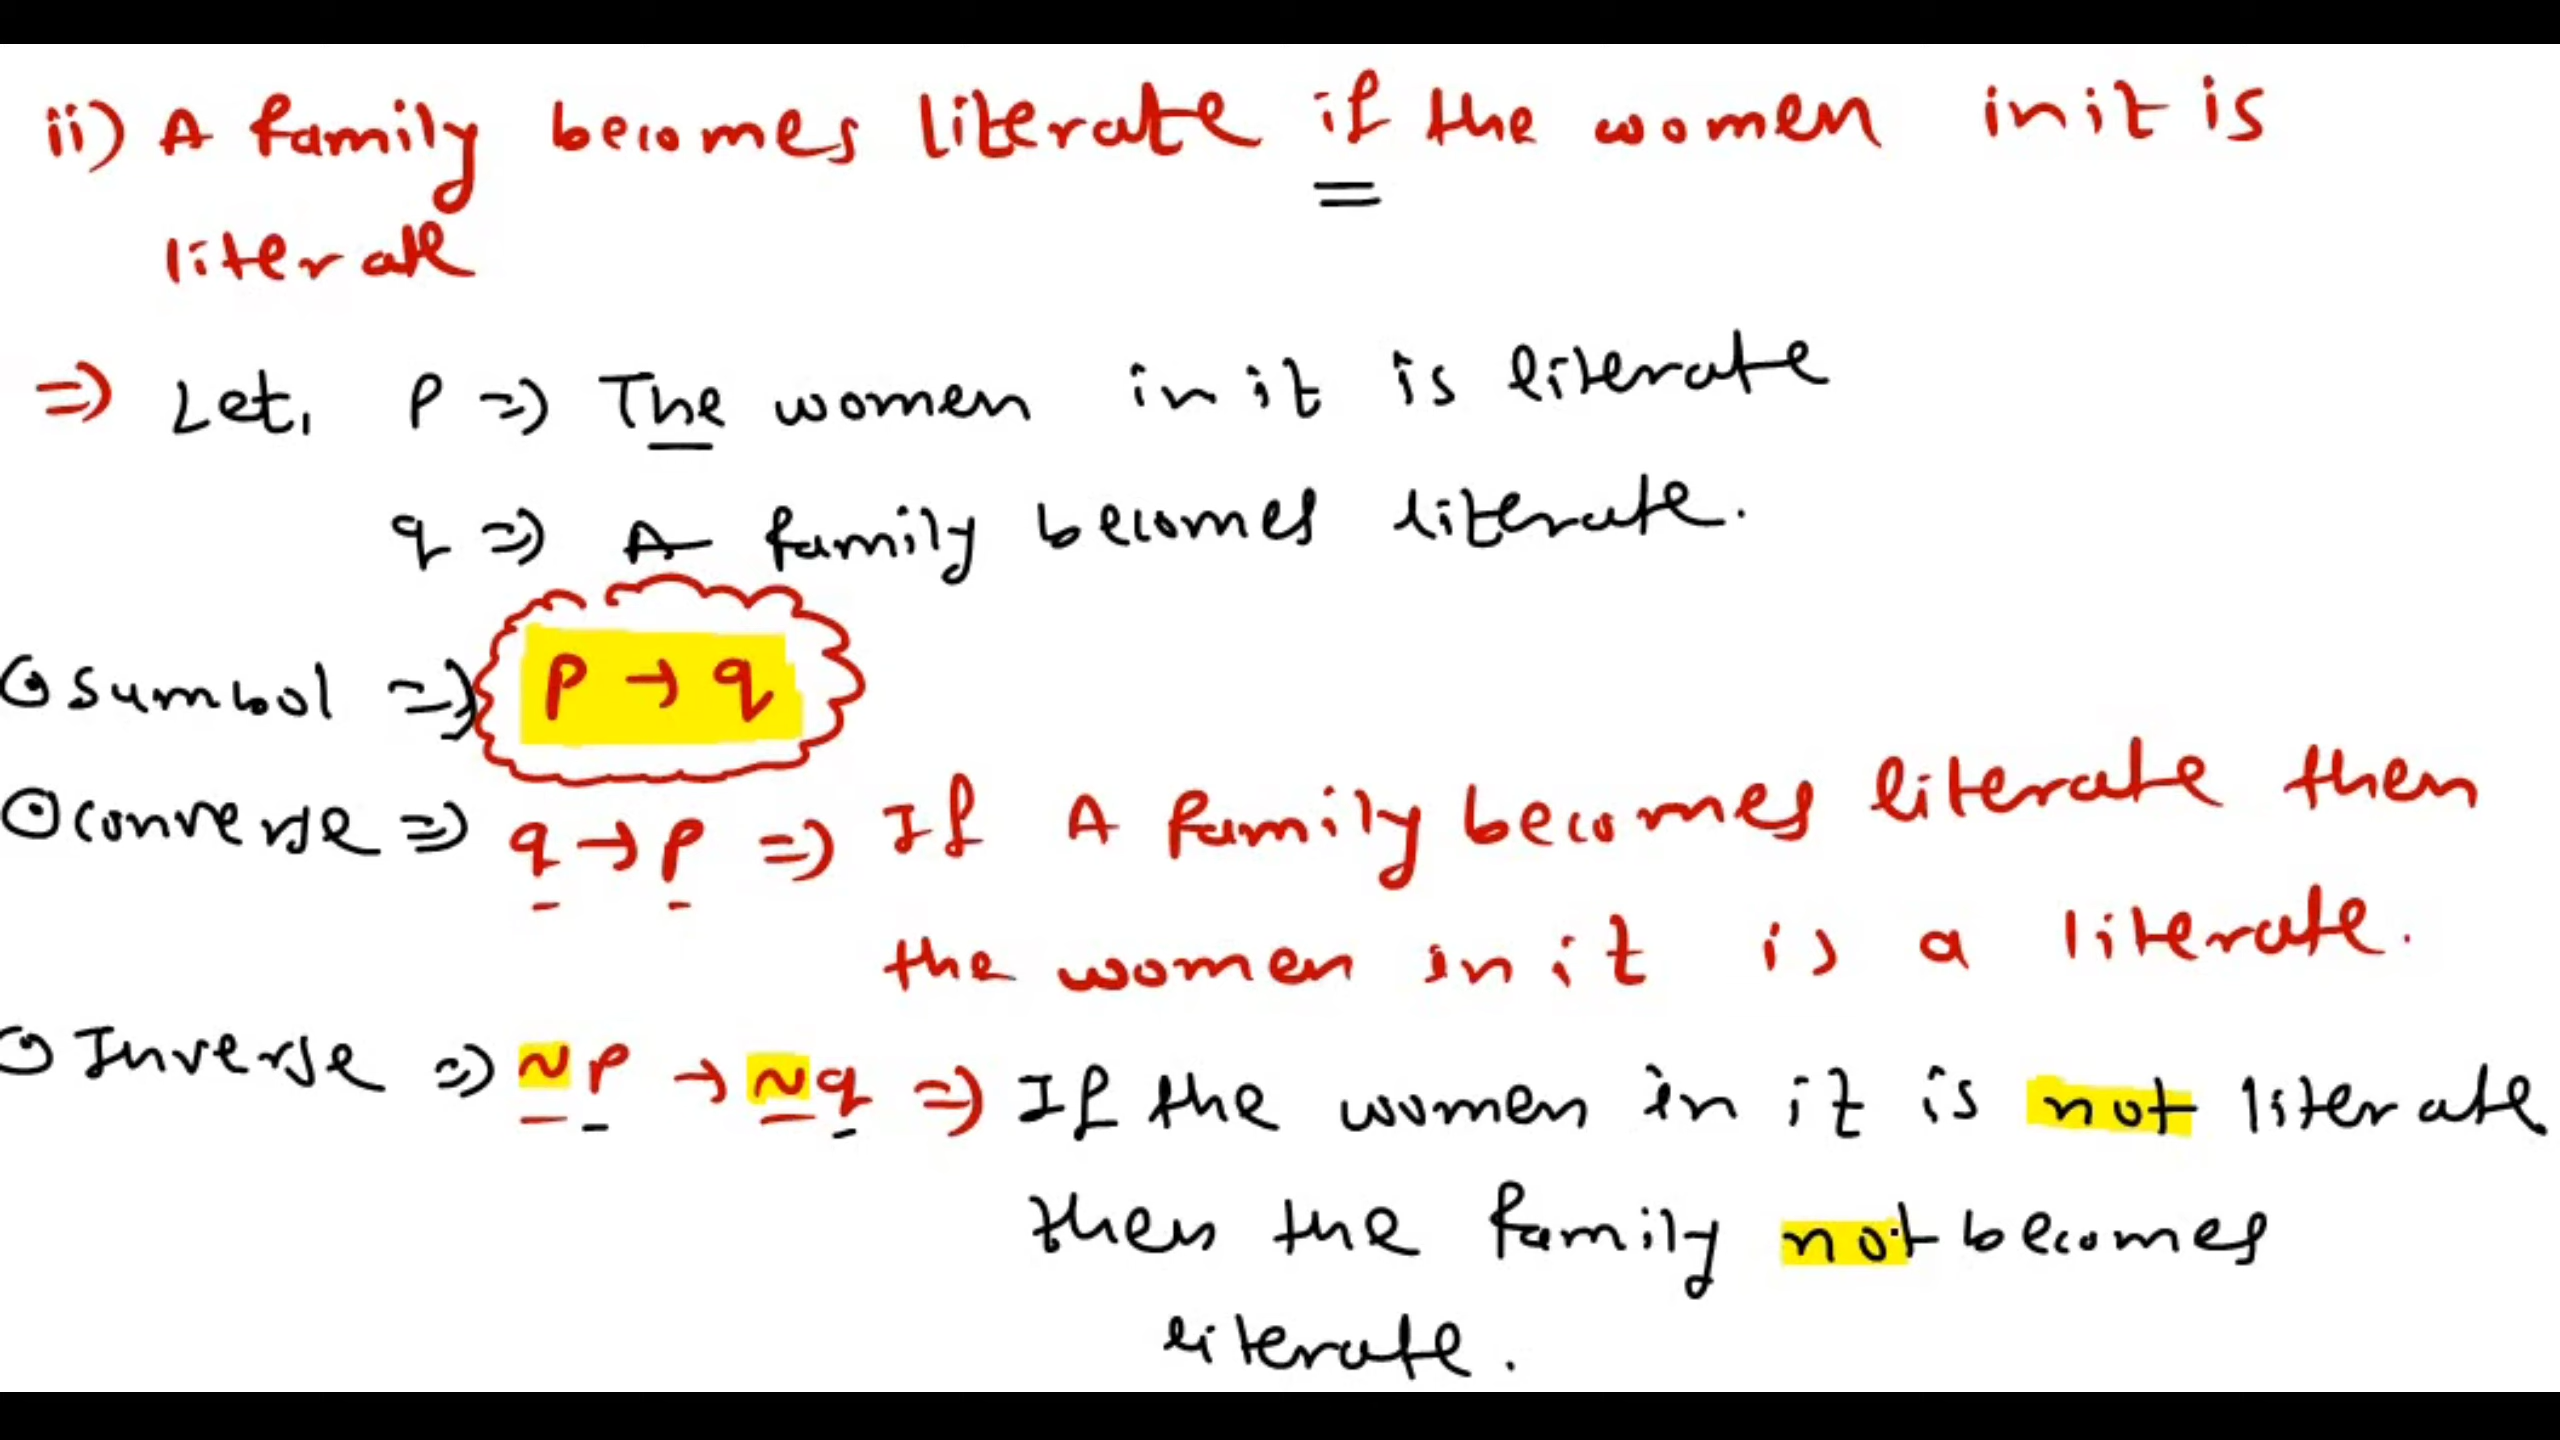 ii) A family becomes literate if the women in it is
literate
⇒ Let, P ⇒ The women in it is literate
q ⇒ A family becomes literate.
⊙ Sumbol ⇒ P → q
⊙ Converse ⇒ q → p ⇒ If A family becomes literate then
the women in it is a literate.
⊙ Inverse ⇒ ~p → ~q ⇒ If the women in it is not literate
then the family not becomes
literate.